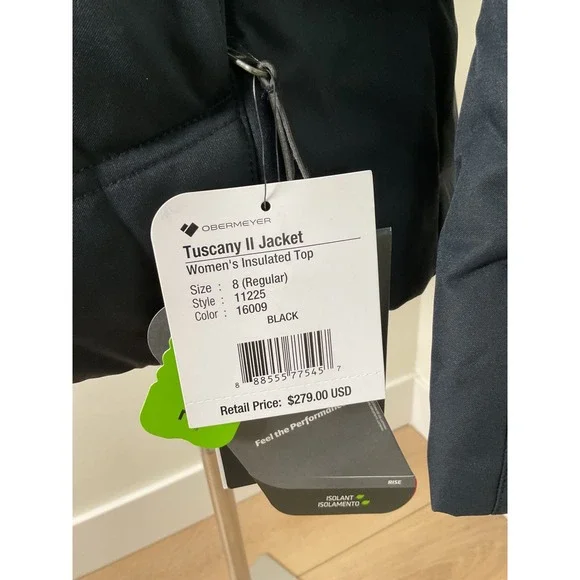 OBERMEYER
Tuscany II Jacket
Women's Insulated Top
Size : 8 (Regular)
Style : 11225
Color : 16009
BLACK
8 88555 77545 7
Retail Price: $279.00 USD
Feel the Performance
RISE
ISOLANT
ISOLAMENTO